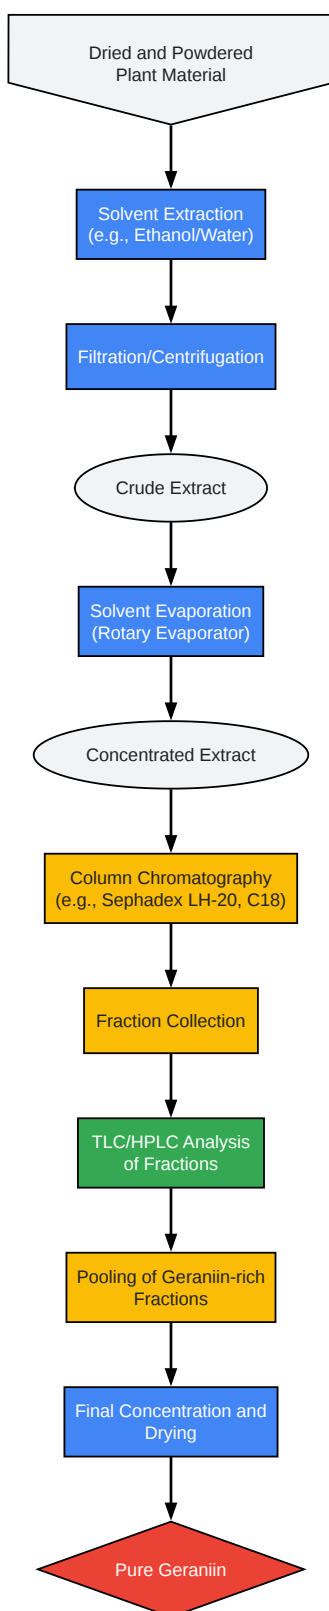 Dried and Powdered
Plant Material
Solvent Extraction
(e.g., Ethanol/Water)
Filtration/Centrifugation
Crude Extract
Solvent Evaporation
(Rotary Evaporator)
Concentrated Extract
Column Chromatography
(e.g., Sephadex LH-20, C18)
Fraction Collection
TLC/HPLC Analysis
of Fractions
Pooling of Geraniin-rich
Fractions
Final Concentration and
Drying
Pure Geraniin